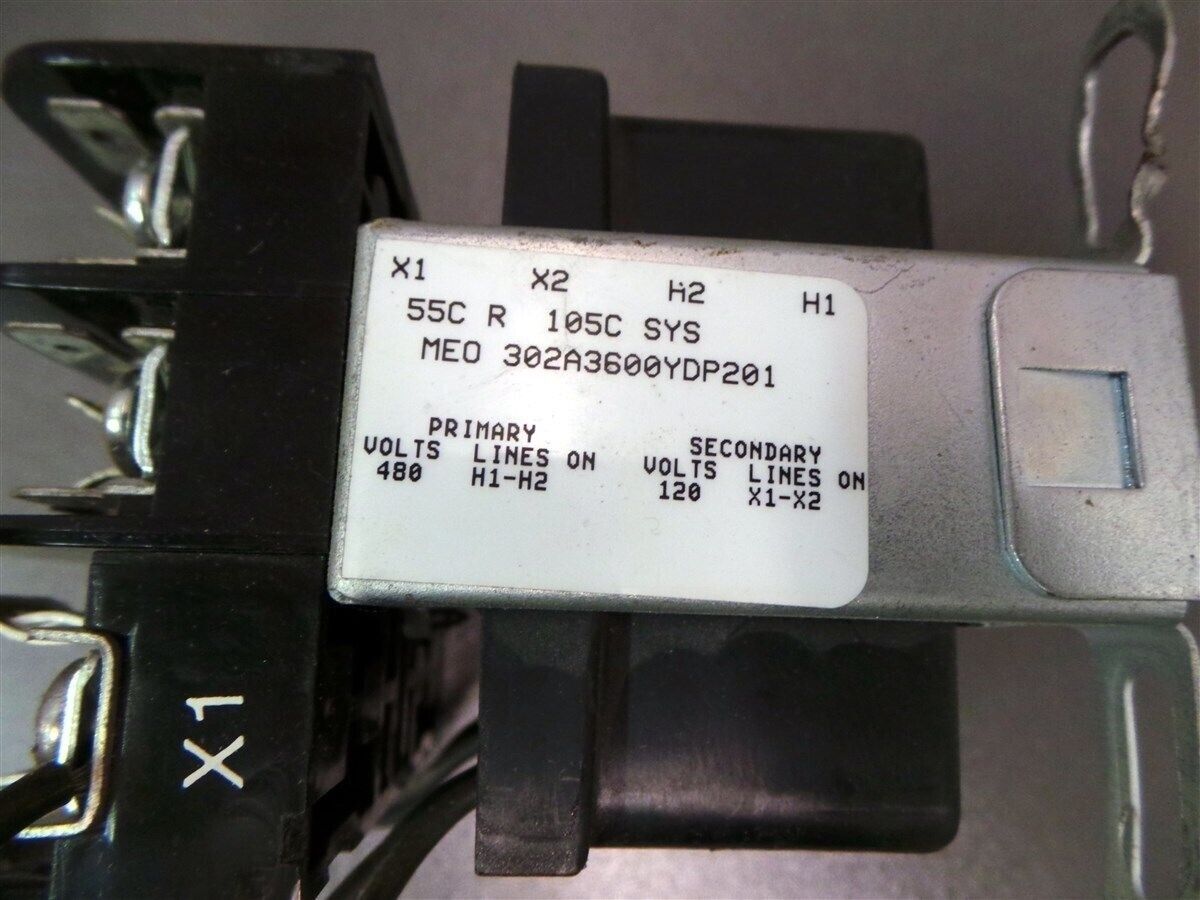 X1 X2 H2 H1
55C R 105C SYS
MEO 302A3600YDP201
PRIMARY SECONDARY
VOLTS LINES ON VOLTS LINES ON
480 H1-H2 120 X1-X2
X1